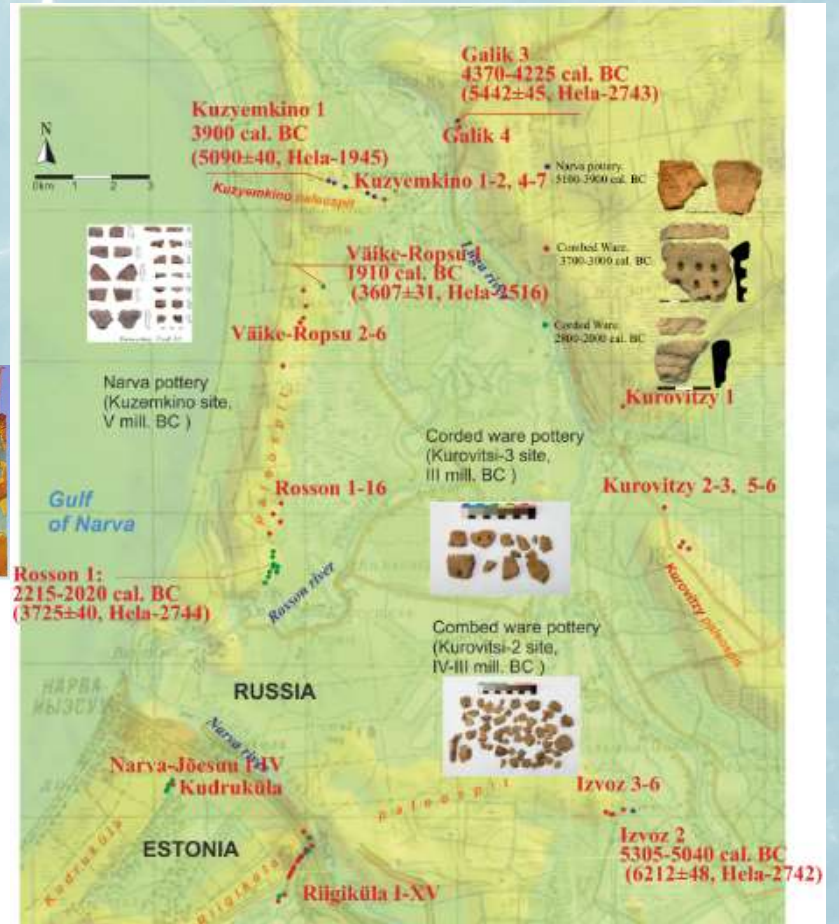 Galik 3
4370-4225 cal. BC
(5442±45, Hela-2743)
Galik 4
Kuzyemkino 1
3900 cal. BC
(5090±40, Hela-1945)
N
0km 1 2 3
Kuzyemkino paleospit
Kuzyemkino 1-2, 4-7
Narva pottery.
5100-3900 cal. BC
Väike-Ropsu 1
1910 cal. BC
(3607±31, Hela-2516)
Luga river
Combed Ware.
3700-3000 cal. BC
Väike-Ropsu 2-6
Corded Ware.
2800-2000 cal. BC
Narva pottery
(Kuzemkino site,
V mill. BC )
Kurovitzy 1
Corded ware pottery
(Kurovitsi-3 site,
III mill. BC )
paleospit
Rosson 1-16
Kurovitzy 2-3, 5-6
Gulf
of Narva
Rosson 1:
2215-2020 cal. BC
(3725±40, Hela-2744)
Rosson river
Kurovitzy paleospit
Combed ware pottery
(Kurovitsi-2 site,
IV-III mill. BC )
НАРВА
RUSSIA
Narva river
Narva-Jõesuu I-IV
Kudruküla
paleospit
Izvoz 3-6
Izvoz 2
5305-5040 cal. BC
(6212±48, Hela-2742)
ESTONIA
Kudruküla
Riigiküla
Riigiküla I-XV